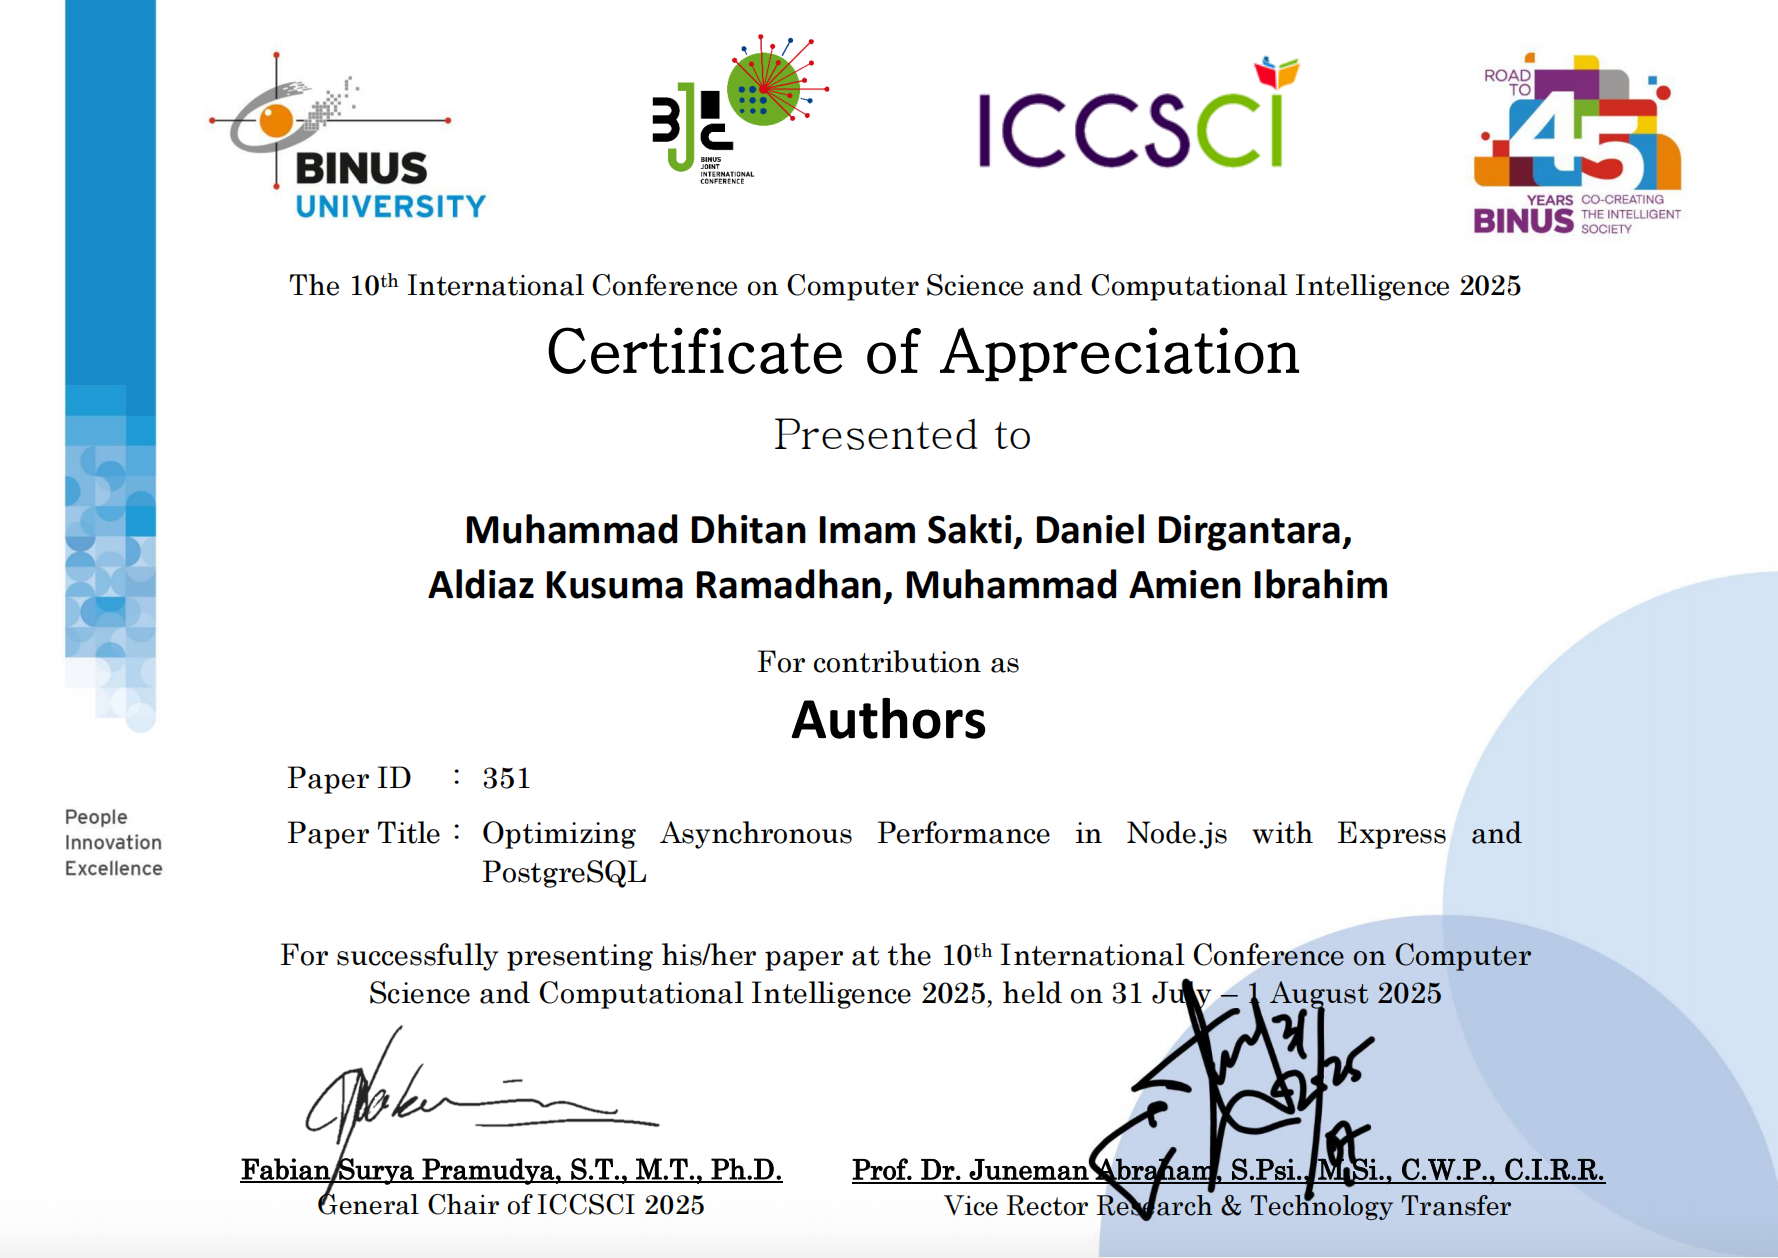 BINUS
UNIVERSITY
BJC
BINUS
JOINT
INTERNATIONAL
CONFERENCE
ICCSCI
ROAD
TO
45
YEARS
BINUS
CO-CREATING
THE INTELLIGENT
SOCIETY
The 10th International Conference on Computer Science and Computational Intelligence 2025
Certificate of Appreciation
Presented to
Muhammad Dhitan Imam Sakti, Daniel Dirgantara,
Aldiaz Kusuma Ramadhan, Muhammad Amien Ibrahim
For contribution as
Authors
Paper ID : 351
Paper Title : Optimizing Asynchronous Performance in Node.js with Express and
PostgreSQL
People
Innovation
Excellence
For successfully presenting his/her paper at the 10th International Conference on Computer
Science and Computational Intelligence 2025, held on 31 July – 1 August 2025
Fabian Surya Pramudya, S.T., M.T., Ph.D.
General Chair of ICCSCI 2025
Prof. Dr. Juneman Abraham, S.Psi., M.Si., C.W.P., C.I.R.R.
Vice Rector Research & Technology Transfer